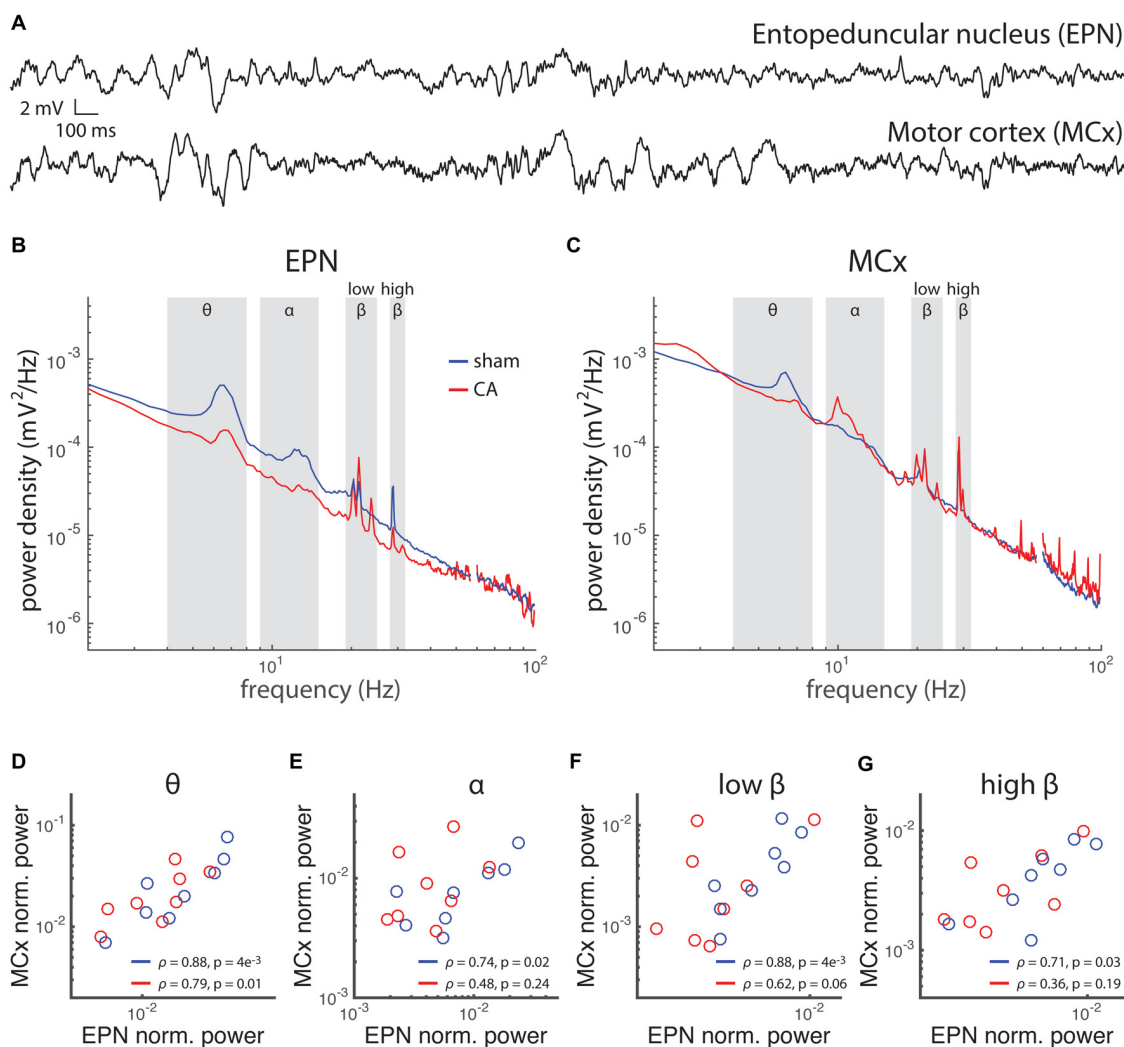 A
Entopeduncular nucleus (EPN)
2 mV
100 ms
Motor cortex (MCx)
B
EPN
low high
θ α β β
10⁻³
10⁻⁴
10⁻⁵
10⁻⁶
power density (mV²/Hz)
sham
CA
10¹ 10²
frequency (Hz)
C
MCx
low high
θ α β β
10⁻³
10⁻⁴
10⁻⁵
10⁻⁶
power density (mV²/Hz)
10¹ 10²
frequency (Hz)
D
θ
MCx norm. power
10⁻¹
10⁻²
ρ = 0.88, p = 4e⁻³
ρ = 0.79, p = 0.01
10⁻²
EPN norm. power
E
α
MCx norm. power
10⁻¹
10⁻²
10⁻³
ρ = 0.74, p = 0.02
ρ = 0.48, p = 0.24
10⁻³ 10⁻²
EPN norm. power
F
low β
MCx norm. power
10⁻²
10⁻³
ρ = 0.88, p = 4e⁻³
ρ = 0.62, p = 0.06
10⁻²
EPN norm. power
G
high β
MCx norm. power
10⁻²
10⁻³
ρ = 0.71, p = 0.03
ρ = 0.36, p = 0.19
10⁻²
EPN norm. power